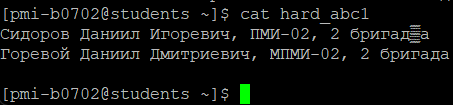 [pmi-b0702@students ~]$ cat hard_abc1
Сидоров Даниил Игоревич, ПМИ-02, 2 бригада
Горевой Даниил Дмитриевич, МПМИ-02, 2 бригада
[pmi-b0702@students ~]$